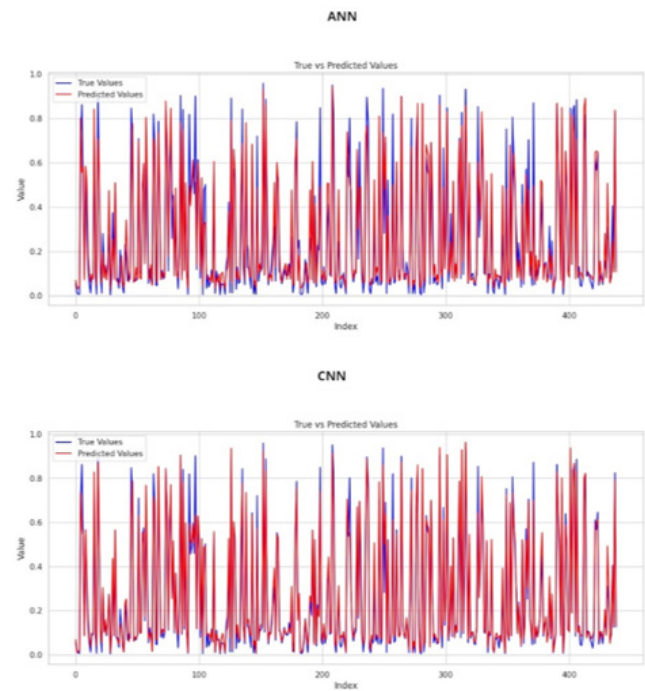 ANN
True vs Predicted Values
True Values
Predicted Values
1.0
0.8
0.6
0.4
0.2
0.0
Value
0 100 200 300 400
Index
CNN
True vs Predicted Values
True Values
Predicted Values
1.0
0.8
0.6
0.4
0.2
0.0
Value
0 100 200 300 400
Index